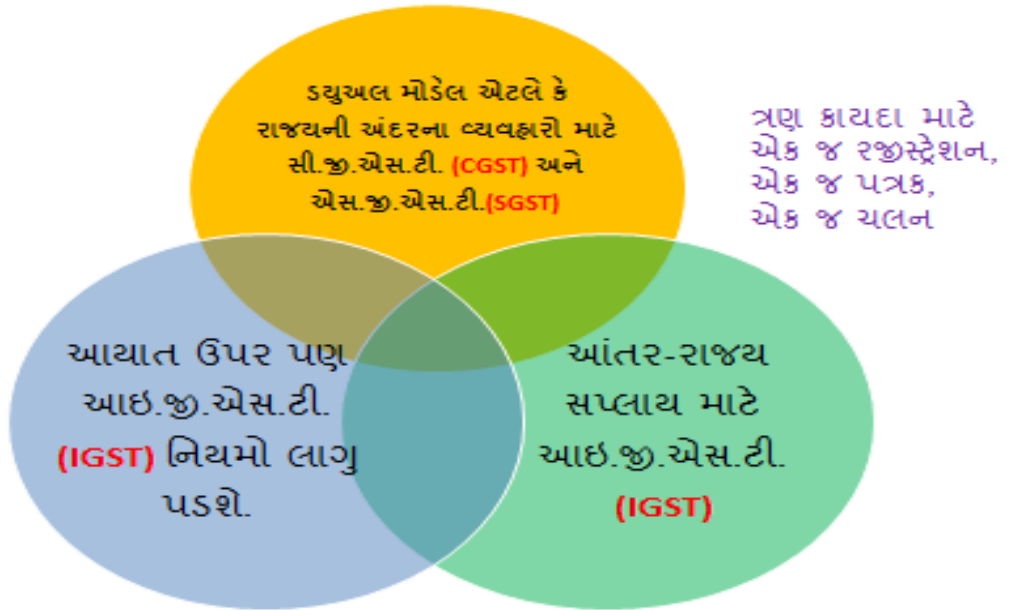 ડયુઅલ મોડેલ એટલે કે
રાજયની અંદરના વ્યવહારો માટે
સી.જી.એસ.ટી. (CGST) અને
એસ.જી.એસ.ટી.(SGST)
ત્રણ કાયદા માટે
એક જ રજીસ્ટ્રેશન,
એક જ પત્રક,
એક જ ચલન
આયાત ઉપર પણ
આઇ.જી.એસ.ટી.
(IGST) નિયમો લાગુ
પડશે.
આંતર-રાજય
સપ્લાય માટે
આઇ.જી.એસ.ટી.
(IGST)